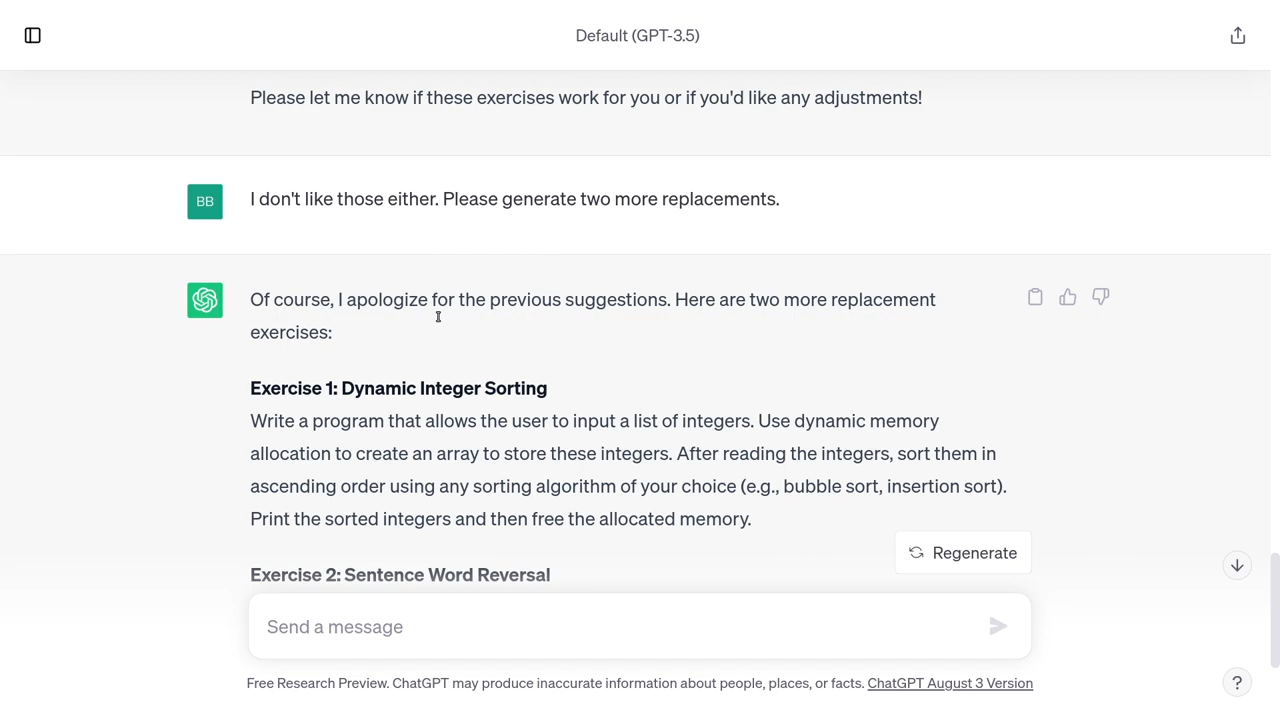 Default (GPT-3.5)
Please let me know if these exercises work for you or if you'd like any adjustments!
BB
I don't like those either. Please generate two more replacements.
Of course, I apologize for the previous suggestions. Here are two more replacement
exercises:
Exercise 1: Dynamic Integer Sorting
Write a program that allows the user to input a list of integers. Use dynamic memory
allocation to create an array to store these integers. After reading the integers, sort them in
ascending order using any sorting algorithm of your choice (e.g., bubble sort, insertion sort).
Print the sorted integers and then free the allocated memory.
Regenerate
Exercise 2: Sentence Word Reversal
Send a message
Free Research Preview. ChatGPT may produce inaccurate information about people, places, or facts. ChatGPT August 3 Version
?